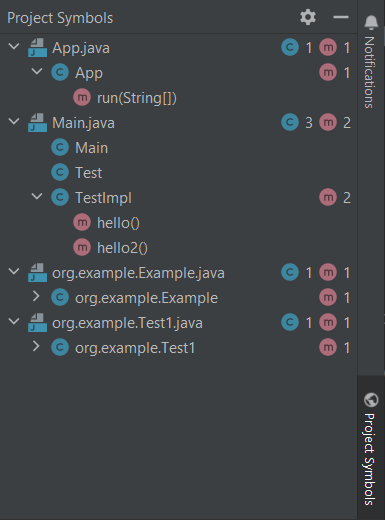 Project Symbols
App.java C 1 m 1
C App m 1
m run(String[])
Main.java C 3 m 2
C Main
C Test
C TestImpl m 2
m hello()
m hello2()
org.example.Example.java C 1 m 1
C org.example.Example m 1
org.example.Test1.java C 1 m 1
C org.example.Test1 m 1
Notifications
Project Symbols